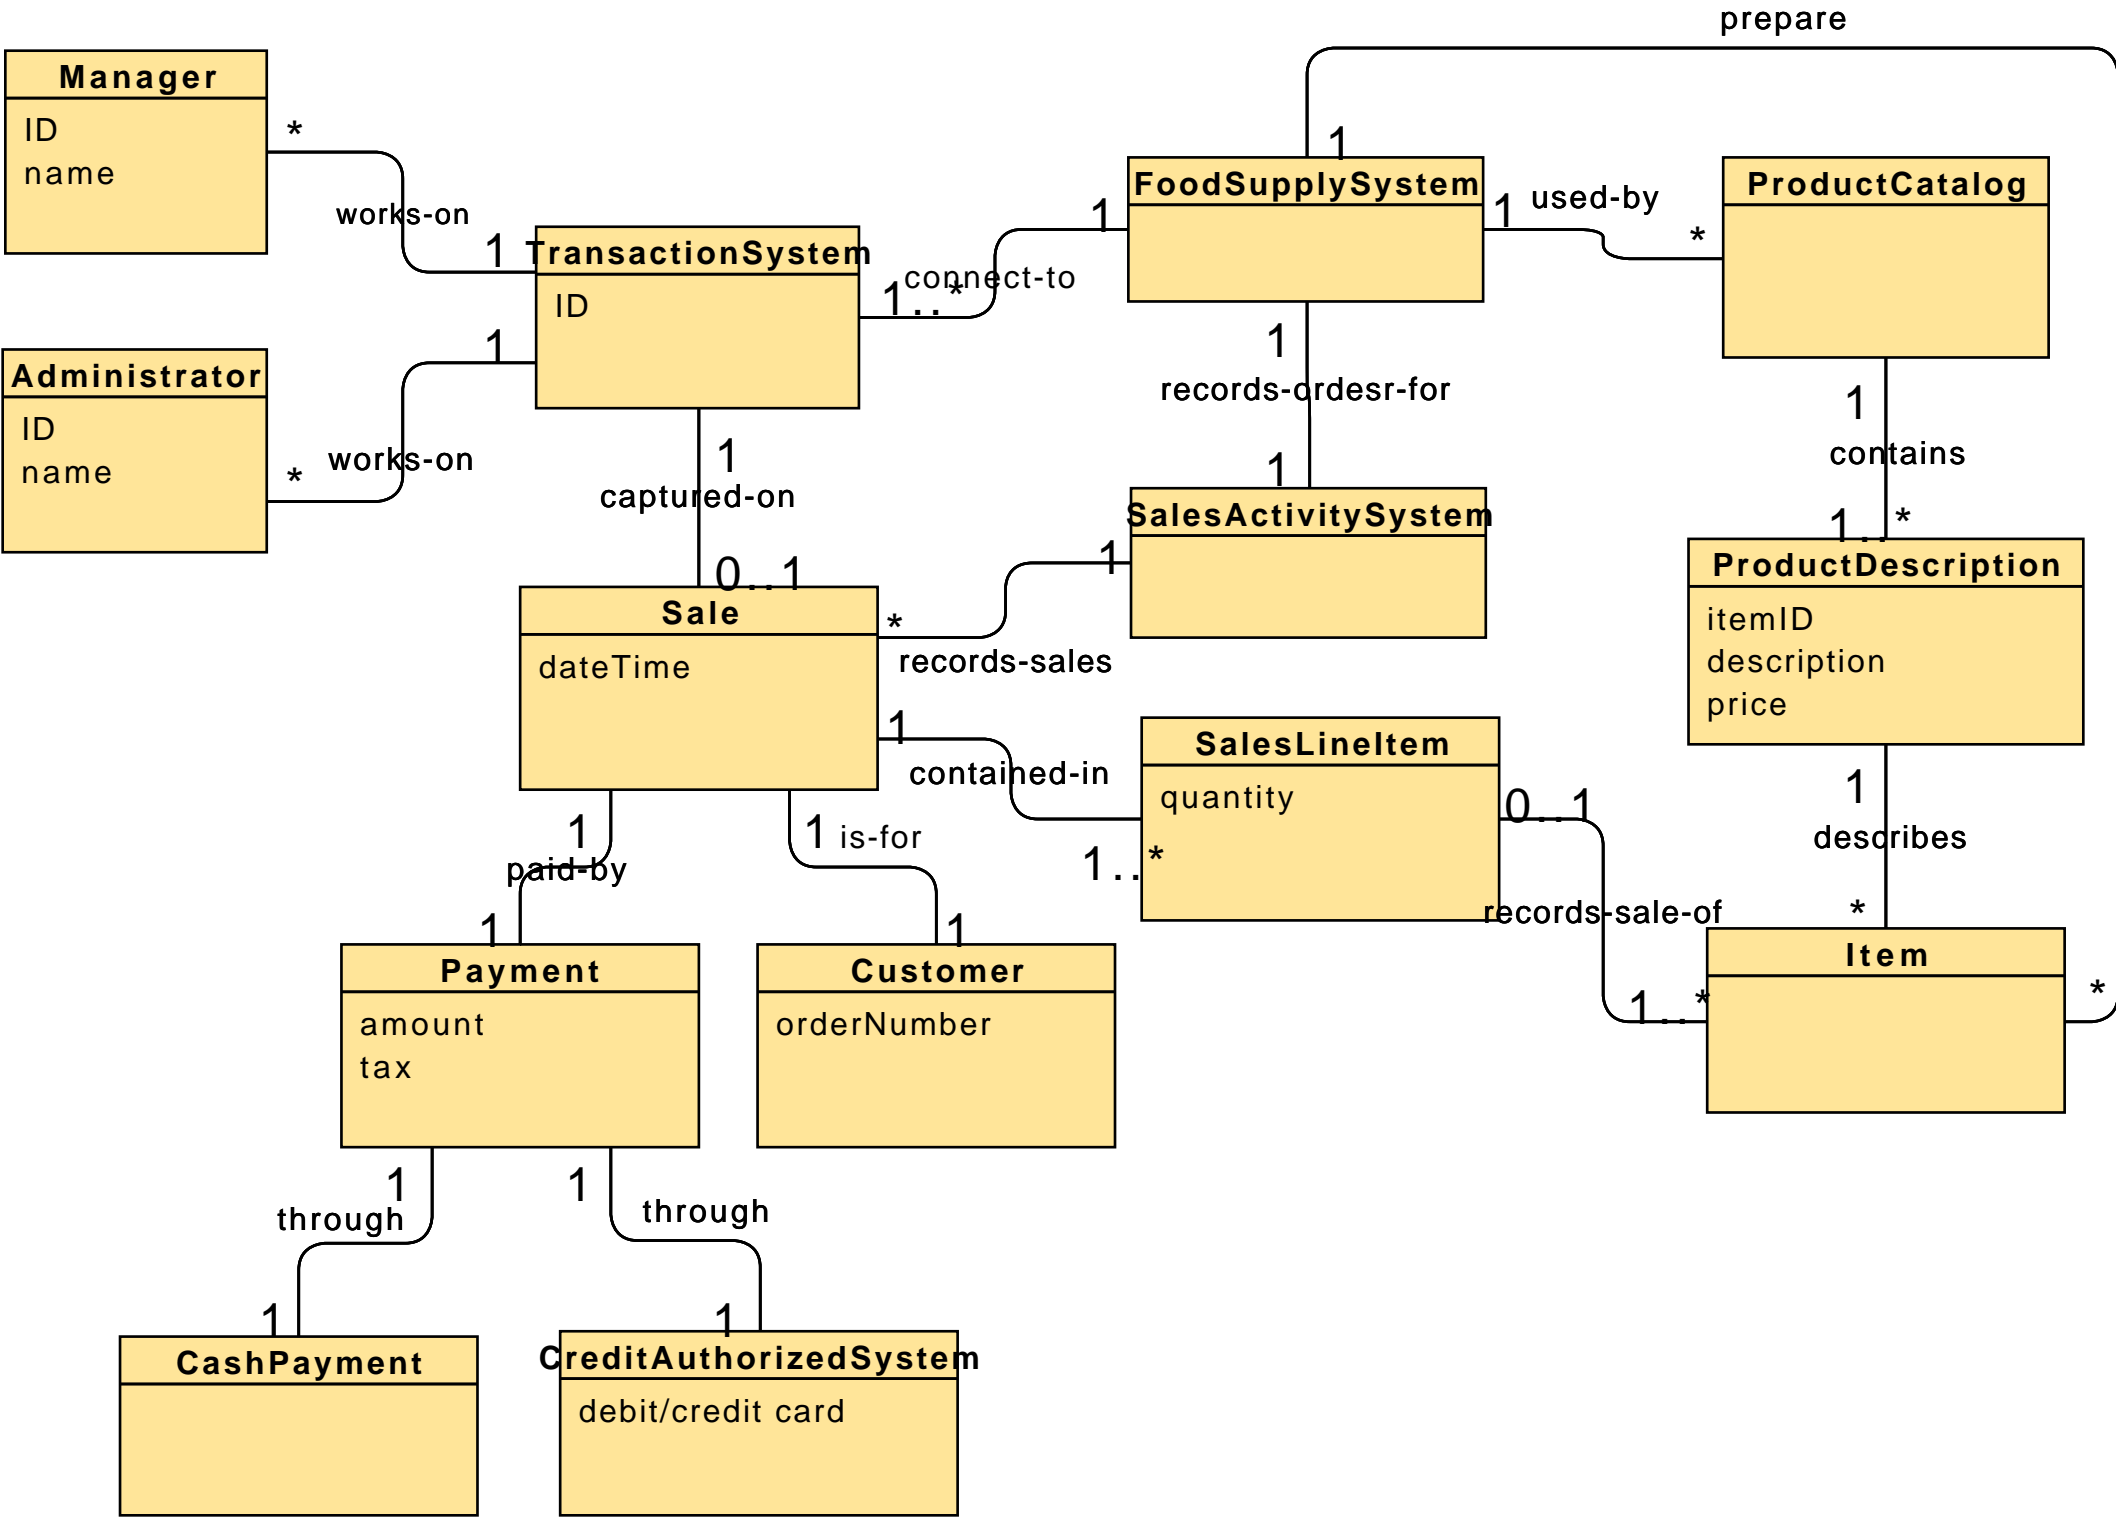 prepare
Manager
ID
name
*
works-on
1
TransactionSystem
ID
1
Administrator
ID
name
*
works-on
1..*
connect-to
1
1
FoodSupplySystem
1
used-by
*
ProductCatalog
1
records-ordesr-for
1
SalesActivitySystem
1
1
contains
1..*
ProductDescription
itemID
description
price
1
captured-on
0..1
Sale
dateTime
*
records-sales
1
contained-in
1..*
SalesLineItem
quantity
0..1
records-sale-of
1..*
1
describes
*
Item
*
1
paid-by
1
1
is-for
1
Payment
amount
tax
Customer
orderNumber
1
through
1
1
through
1
CashPayment
CreditAuthorizedSystem
debit/credit card